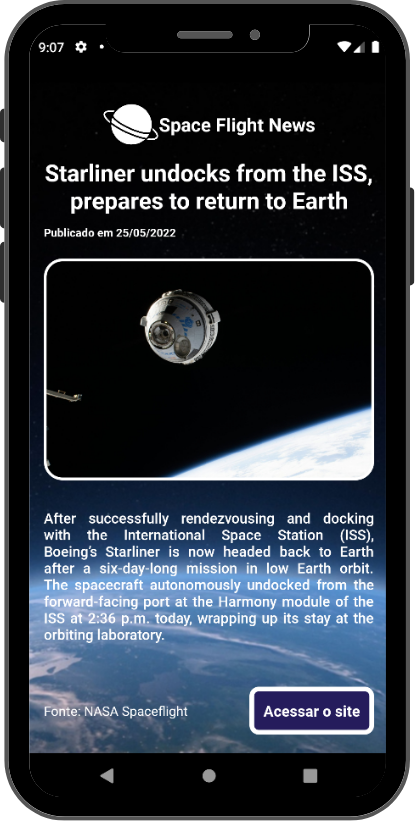 9:07
Space Flight News
Starliner undocks from the ISS,
prepares to return to Earth
Publicado em 25/05/2022
After successfully rendezvousing and docking
with the International Space Station (ISS),
Boeing’s Starliner is now headed back to Earth
after a six-day-long mission in low Earth orbit.
The spacecraft autonomously undocked from the
forward-facing port at the Harmony module of the
ISS at 2:36 p.m. today, wrapping up its stay at the
orbiting laboratory.
Fonte: NASA Spaceflight
Acessar o site